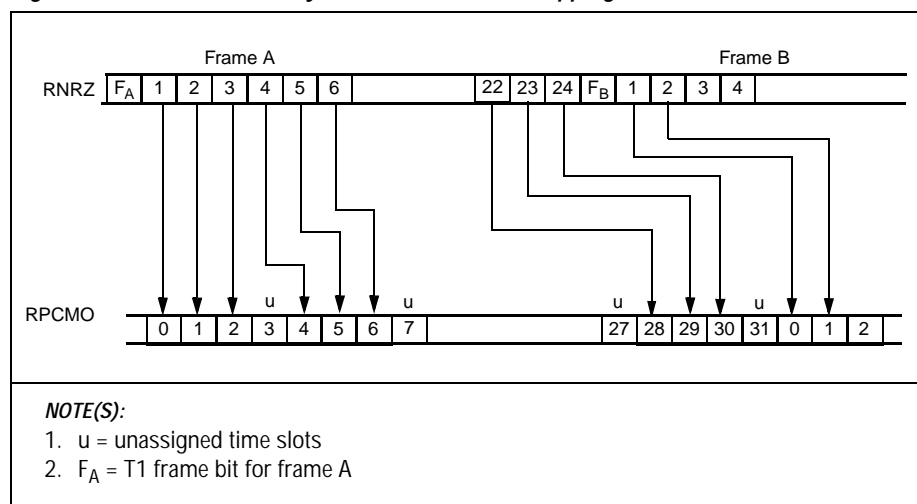 Frame A Frame B
RNRZ FA 1 2 3 4 5 6 22 23 24 FB 1 2 3 4
u u u u
RPCMO 0 1 2 3 4 5 6 7 27 28 29 30 31 0 1 2
NOTE(S):
1. u = unassigned time slots
2. FA = T1 frame bit for frame A